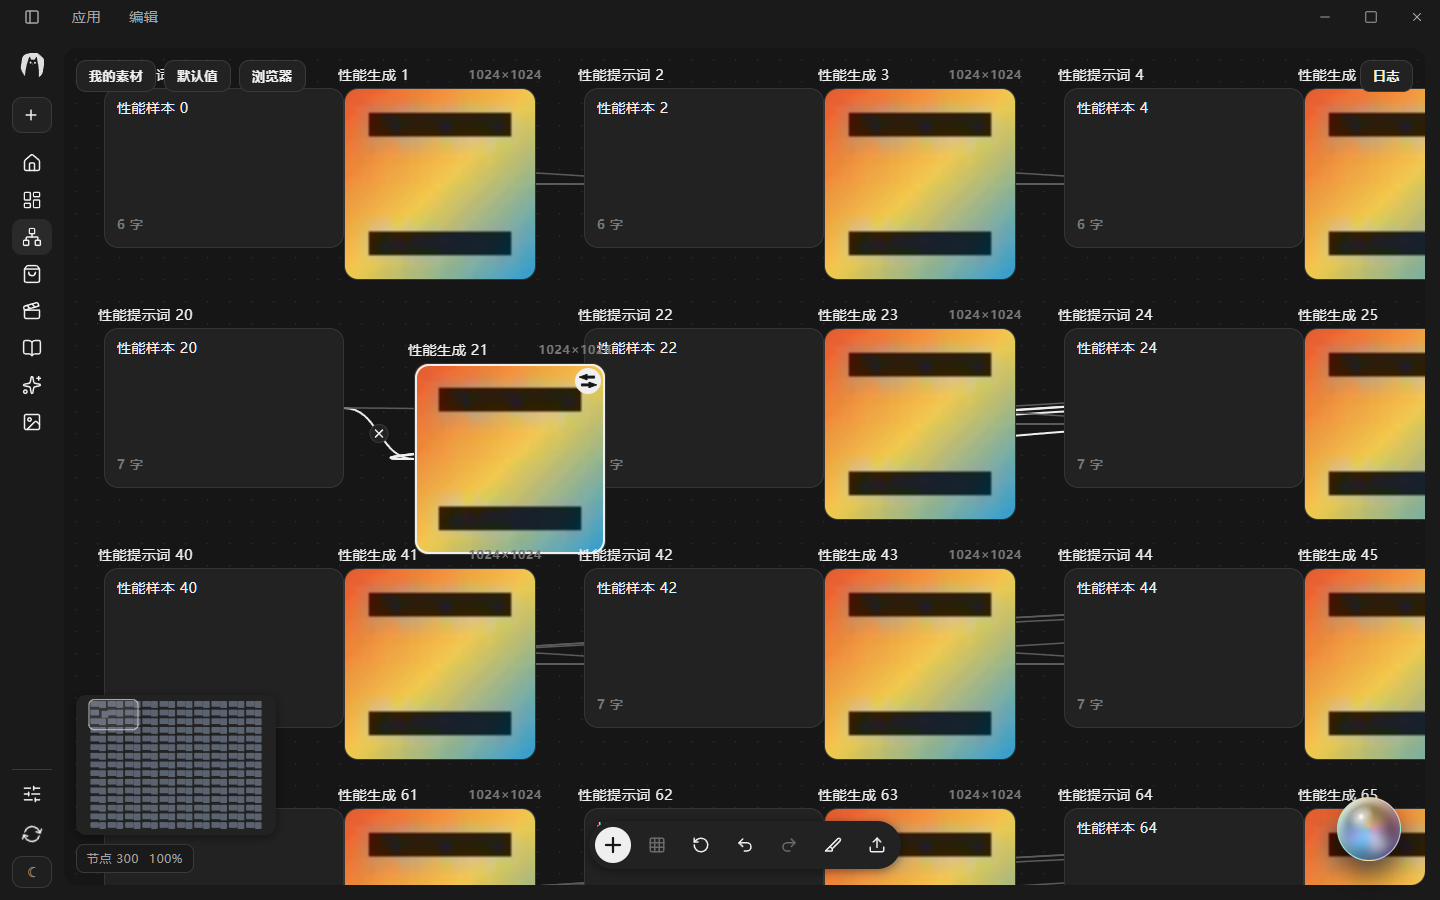 应用 编辑
我的素材 词 默认值 浏览器 性能生成 1 1024×1024 性能提示词 2 性能生成 3 1024×1024 性能提示词 4 性能生成 日志
性能样本 0 性能样本 2 性能样本 4
6 字 6 字 6 字
性能提示词 20 性能提示词 22 性能生成 23 1024×1024 性能提示词 24 性能生成 25
性能样本 20 性能生成 21 1024×1024 性能样本 22 性能样本 24
7 字 字 7 字
性能提示词 40 性能生成 41 1024×1024 性能提示词 42 性能生成 43 1024×1024 性能提示词 44 性能生成 45
性能样本 40 性能样本 42 性能样本 44
7 字 7 字
性能生成 61 1024×1024 性能提示词 62 性能生成 63 1024×1024 性能提示词 64 性能生成 65
性能样本 64
节点 300 100%